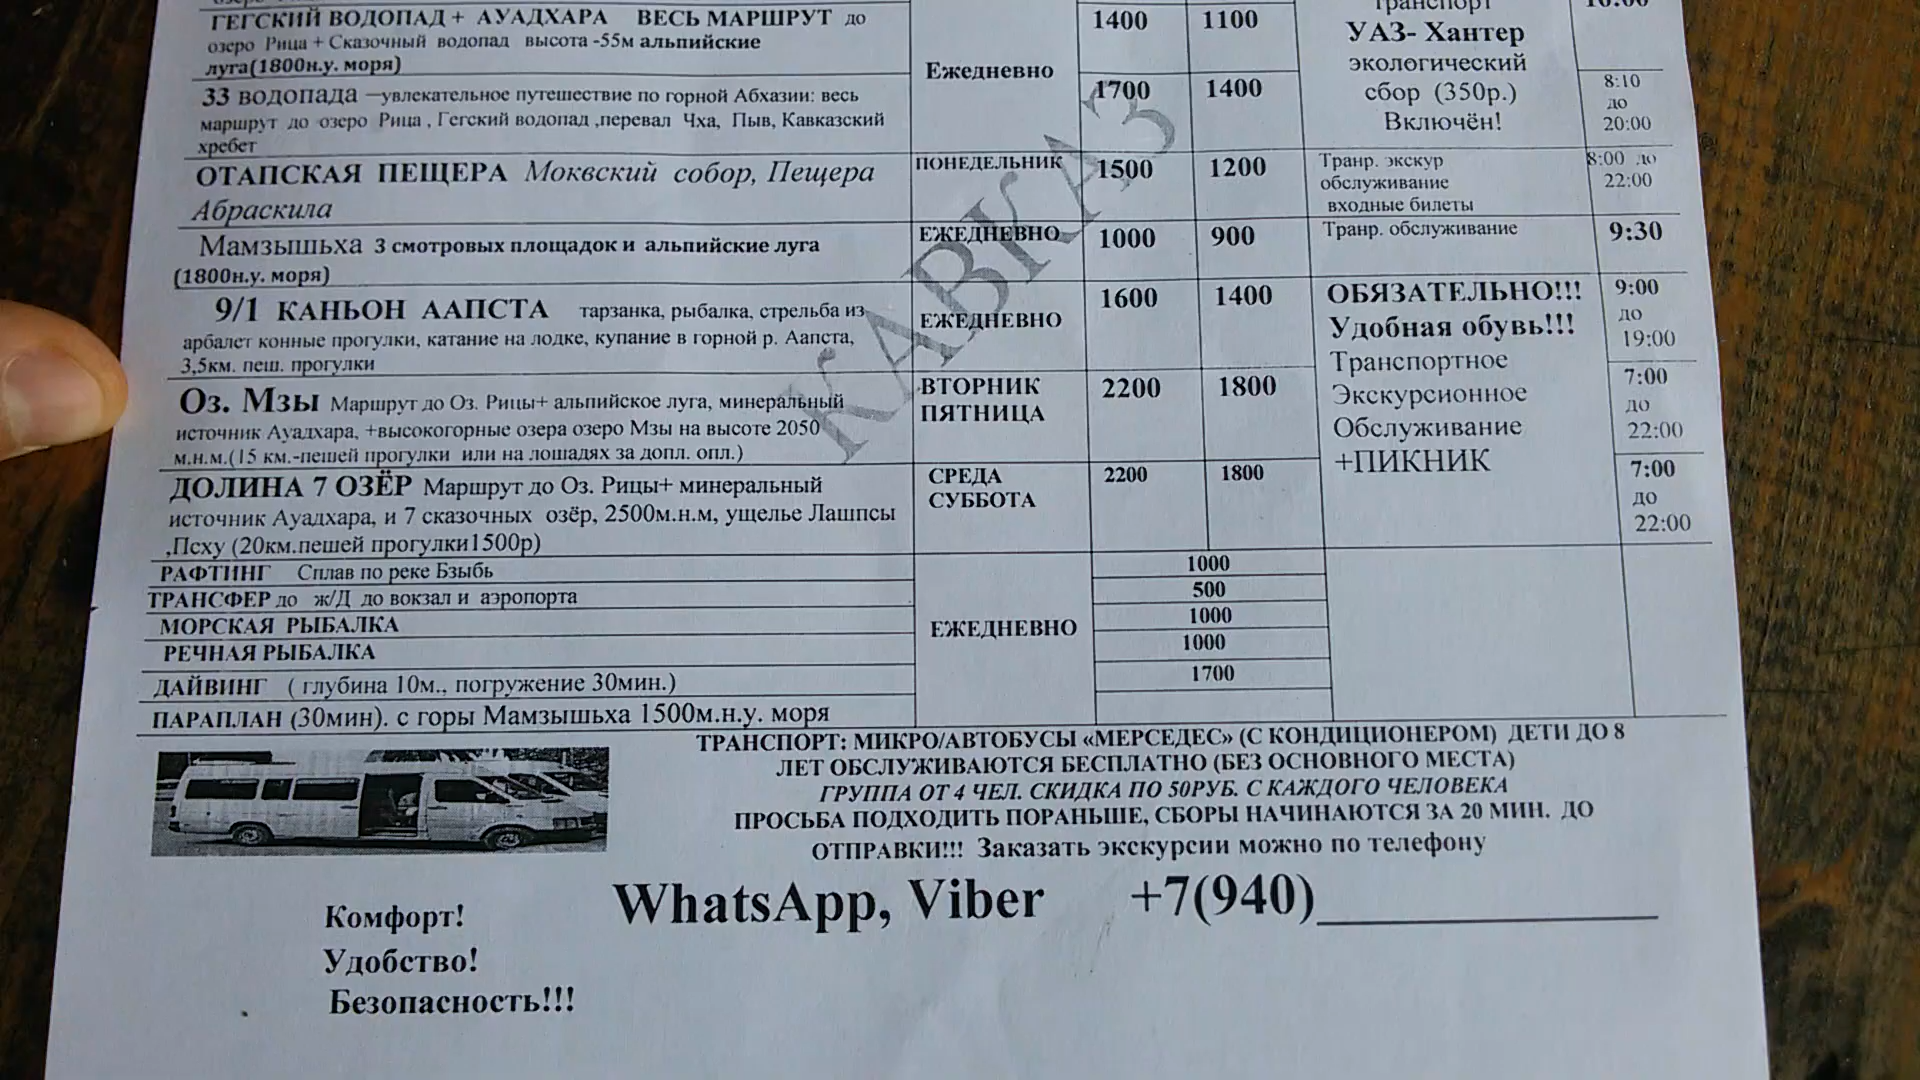 ГЕГСКИЙ ВОДОПАД + АУАДХАРА ВЕСЬ МАРШРУТ до
озеро Рица + Сказочный водопад высота -55м альпийские
луга(1800н.у. моря)
1400 1100
Ежедневно
транспорт
УАЗ- Хантер
экологический
сбор (350р.)
Включён!
33 ВОДОПАДА —увлекательное путешествие по горной Абхазии: весь
маршрут до озеро Рица , Гегский водопад ,перевал Чха, Пыв, Кавказский
хребет
1700 1400
8:10
до
20:00
ОТАПСКАЯ ПЕЩЕРА Моквский собор, Пещера
Абраскила
ПОНЕДЕЛЬНИК
1500 1200
Транр. экскур
обслуживание
входные билеты
8:00 до
22:00
Мамзышьха 3 смотровых площадок и альпийские луга
(1800н.у. моря)
ЕЖЕДНЕВНО
1000 900
Транр. обслуживание
9:30
9/1 КАНЬОН ААПСТА тарзанка, рыбалка, стрельба из
арбалет конные прогулки, катание на лодке, купание в горной р. Аапста,
3,5км. пеш. прогулки
ЕЖЕДНЕВНО
1600 1400
ОБЯЗАТЕЛЬНО!!!
Удобная обувь!!!
Транспортное
Экскурсионное
Обслуживание
+ПИКНИК
9:00
до
19:00
Оз. Мзы Маршрут до Оз. Рицы+ альпийское луга, минеральный
источник Ауадхара, +высокогорные озера озеро Мзы на высоте 2050
м.н.м.(15 км.-пешей прогулки или на лошадях за допл. опл.)
ВТОРНИК
ПЯТНИЦА
2200 1800
7:00
до
22:00
ДОЛИНА 7 ОЗЁР Маршрут до Оз. Рицы+ минеральный
источник Ауадхара, и 7 сказочных озёр, 2500м.н.м, ущелье Лашпсы
,Псху (20км.пешей прогулки1500р)
СРЕДА
СУББОТА
2200 1800
7:00
до
22:00
РАФТИНГ Сплав по реке Бзыбь
1000
ТРАНСФЕР до ж/Д до вокзал и аэропорта
500
МОРСКАЯ РЫБАЛКА
1000
ЕЖЕДНЕВНО
РЕЧНАЯ РЫБАЛКА
1000
ДАЙВИНГ ( глубина 10м., погружение 30мин.)
1700
ПАРАПЛАН (30мин). с горы Мамзышьха 1500м.н.у. моря
КАВКАЗ
ТРАНСПОРТ: МИКРО/АВТОБУСЫ «МЕРСЕДЕС» (С КОНДИЦИОНЕРОМ) ДЕТИ ДО 8
ЛЕТ ОБСЛУЖИВАЮТСЯ БЕСПЛАТНО (БЕЗ ОСНОВНОГО МЕСТА)
ГРУППА ОТ 4 ЧЕЛ. СКИДКА ПО 50РУБ. С КАЖДОГО ЧЕЛОВЕКА
ПРОСЬБА ПОДХОДИТЬ ПОРАНЬШЕ, СБОРЫ НАЧИНАЮТСЯ ЗА 20 МИН. ДО
ОТПРАВКИ!!! Заказать экскурсии можно по телефону
WhatsApp, Viber +7(940)
Комфорт!
Удобство!
Безопасность!!!